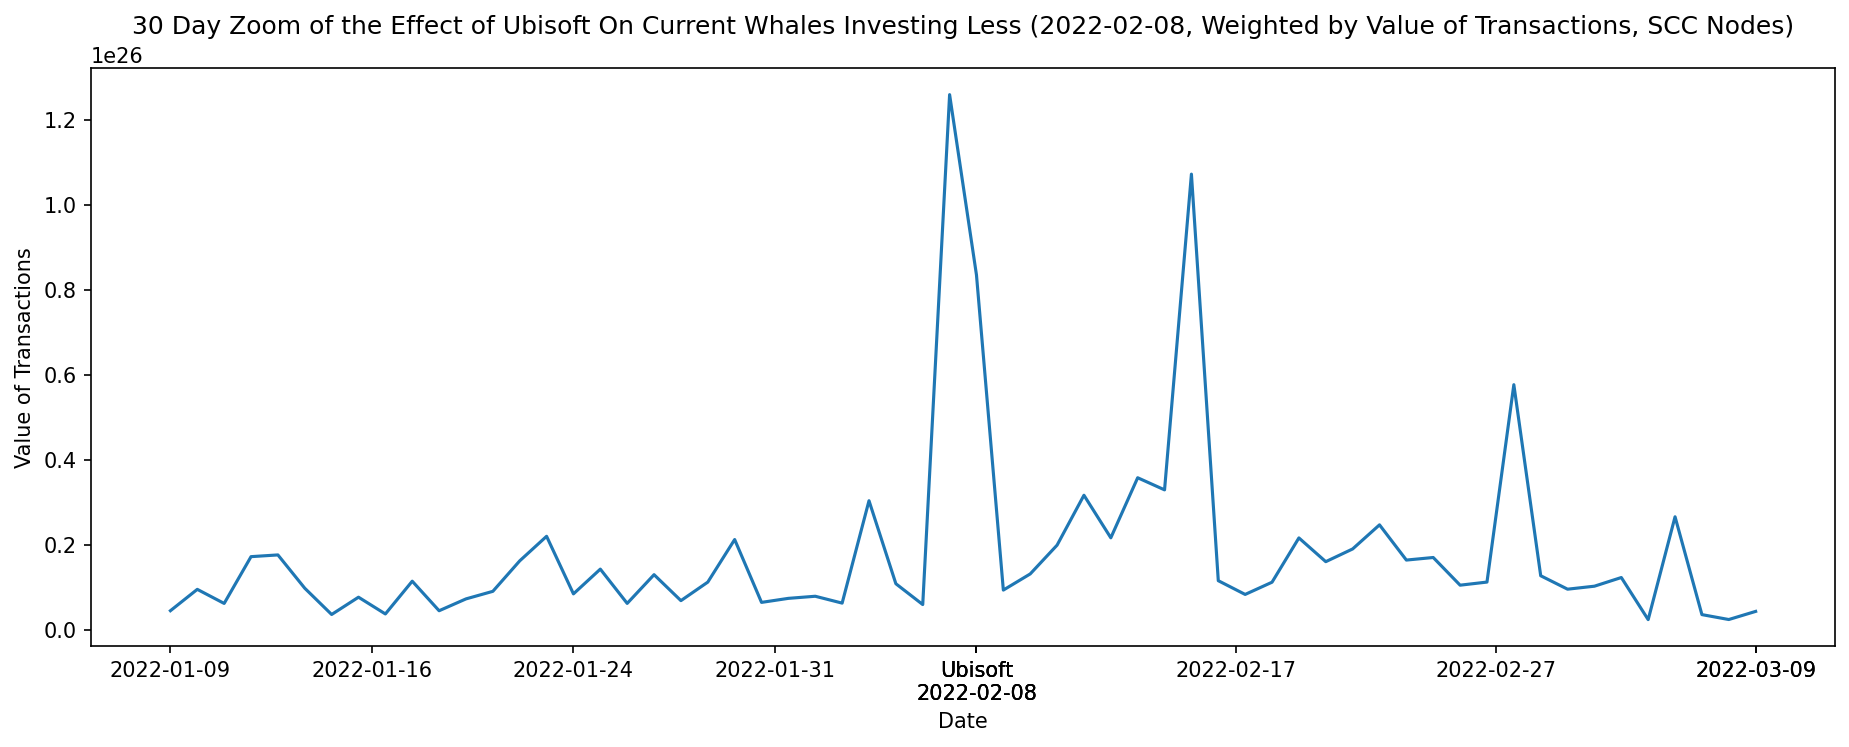 30 Day Zoom of the Effect of Ubisoft On Current Whales Investing Less (2022-02-08, Weighted by Value of Transactions, SCC Nodes)
1e26
1.2
1.0
0.8
0.6
0.4
0.2
0.0
Value of Transactions
2022-01-09 2022-01-16 2022-01-24 2022-01-31 Ubisoft 2022-02-17 2022-02-27 2022-03-09
2022-02-08
Date